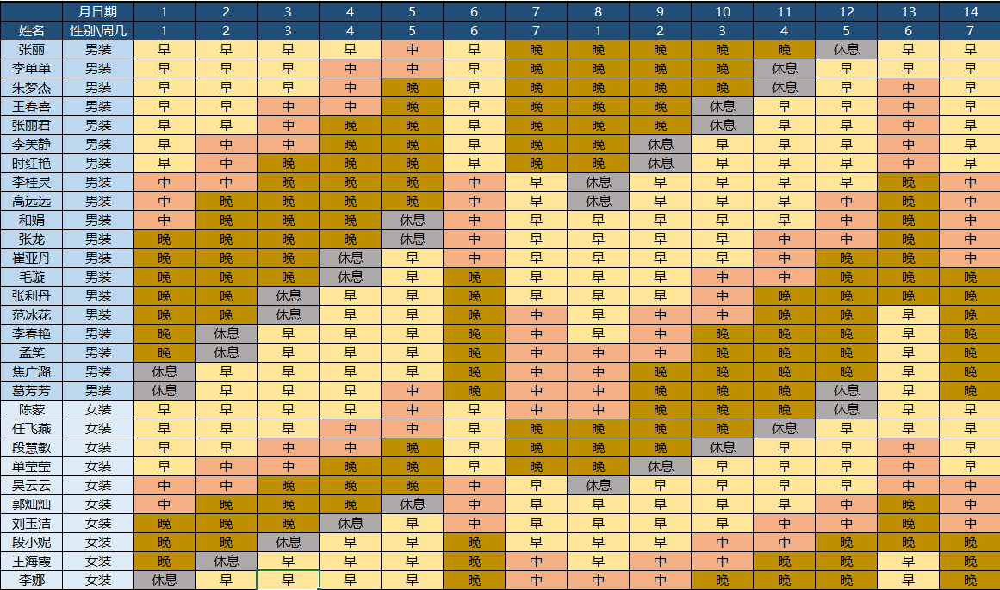 月日期 1 2 3 4 5 6 7 8 9 10 11 12 13 14
姓名 性别\周几 1 2 3 4 5 6 7 1 2 3 4 5 6 7
张丽 男装 早 早 早 早 中 早 晚 晚 晚 晚 晚 休息 早 早
李单单 男装 早 早 早 中 中 早 晚 晚 晚 晚 休息 早 早 早
朱梦杰 男装 早 早 早 中 晚 早 晚 晚 晚 晚 休息 早 中 早
王春喜 男装 早 早 中 中 晚 早 晚 晚 晚 休息 早 早 中 早
张丽君 男装 早 早 中 晚 晚 早 晚 晚 晚 休息 早 早 中 早
李美静 男装 早 中 中 晚 晚 早 晚 晚 休息 早 早 早 中 早
时红艳 男装 早 中 晚 晚 晚 早 晚 晚 休息 早 早 早 中 早
李桂灵 男装 中 中 晚 晚 晚 中 早 休息 早 早 早 早 晚 中
高远远 男装 中 晚 晚 晚 晚 中 早 休息 早 早 早 中 晚 中
和娟 男装 中 晚 晚 晚 休息 中 早 早 早 早 早 中 晚 中
张龙 男装 晚 晚 晚 晚 休息 中 早 早 早 早 中 中 晚 中
崔亚丹 男装 晚 晚 晚 休息 早 中 早 早 早 早 中 晚 晚 中
毛璇 男装 晚 晚 晚 休息 早 晚 早 早 早 中 中 晚 晚 晚
张利丹 男装 晚 晚 休息 早 早 晚 早 早 早 中 晚 晚 晚 晚
范冰花 男装 晚 晚 休息 早 早 晚 中 早 中 中 晚 晚 早 晚
李春艳 男装 晚 休息 早 早 早 晚 中 早 中 晚 晚 晚 早 晚
孟笑 男装 晚 休息 早 早 早 晚 中 中 中 晚 晚 晚 早 晚
焦广潞 男装 休息 早 早 早 早 晚 中 中 晚 晚 晚 晚 早 晚
葛芳芳 男装 休息 早 早 早 中 晚 中 中 晚 晚 晚 休息 早 晚
陈蒙 女装 早 早 早 早 中 早 中 中 晚 晚 晚 休息 早 早
任飞燕 女装 早 早 早 中 中 早 晚 晚 晚 晚 休息 早 早 早
段慧敏 女装 早 早 中 中 晚 早 晚 晚 晚 休息 早 早 中 早
单莹莹 女装 早 中 中 晚 晚 早 晚 晚 休息 早 早 早 中 早
吴云云 女装 中 中 晚 晚 晚 中 早 休息 早 早 早 早 中 中
郭灿灿 女装 中 晚 晚 晚 休息 中 早 早 早 早 早 中 晚 中
刘玉洁 女装 晚 晚 晚 休息 早 中 早 早 早 早 中 中 晚 中
段小妮 女装 晚 晚 休息 早 早 晚 早 早 早 中 中 晚 晚 晚
王海霞 女装 晚 休息 早 早 早 晚 中 早 中 中 晚 晚 早 晚
李娜 女装 休息 早 早 早 早 晚 中 中 中 晚 晚 晚 早 晚